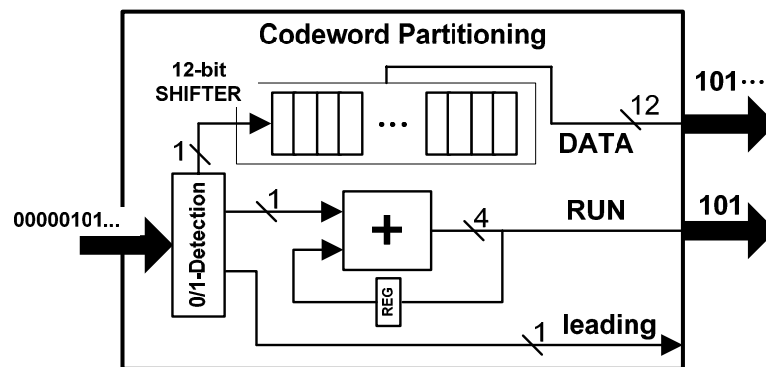 Codeword Partitioning
12-bit
SHIFTER
101...
12
...
DATA
1
0/1-Detection
1
RUN
00000101...
+
4
101
REG
1
leading